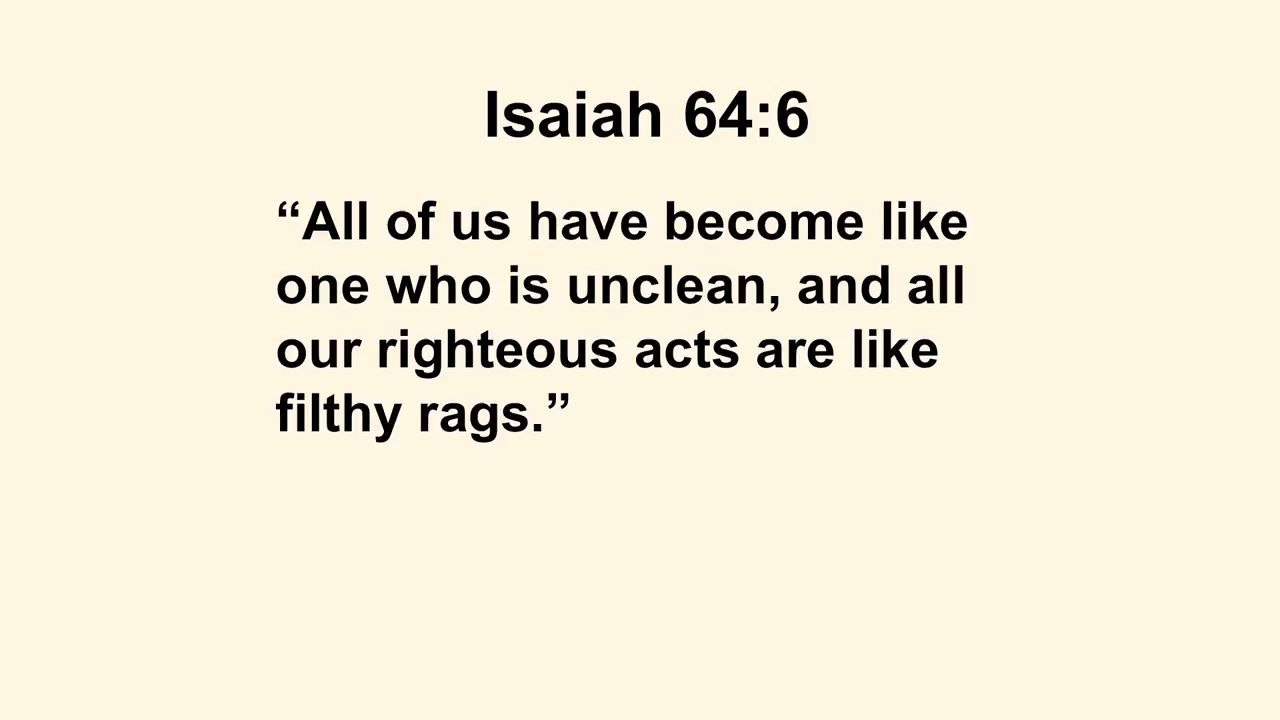 Isaiah 64:6
“All of us have become like
one who is unclean, and all
our righteous acts are like
filthy rags.”